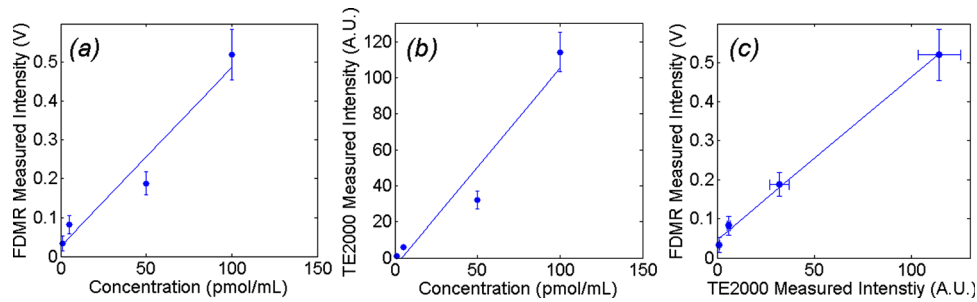 (a)
FDMR Measured Intensity (V)
0.5
0.4
0.3
0.2
0.1
0
0 50 100 150
Concentration (pmol/mL)
(b)
TE2000 Measured Intensity (A.U.)
120
100
80
60
40
20
0
0 50 100 150
Concentration (pmol/mL)
(c)
FDMR Measured Intensity (V)
0.5
0.4
0.3
0.2
0.1
0
0 50 100
TE2000 Measured Intenstiy (A.U.)